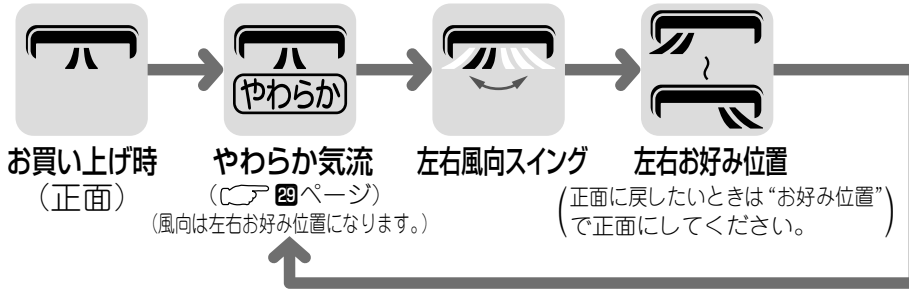 やわらか
お買い上げ時
(正面)
やわらか気流
(☞29ページ)
(風向は左右お好み位置になります。)
左右風向スイング
左右お好み位置
(正面に戻したいときは“お好み位置”
で正面にしてください。)